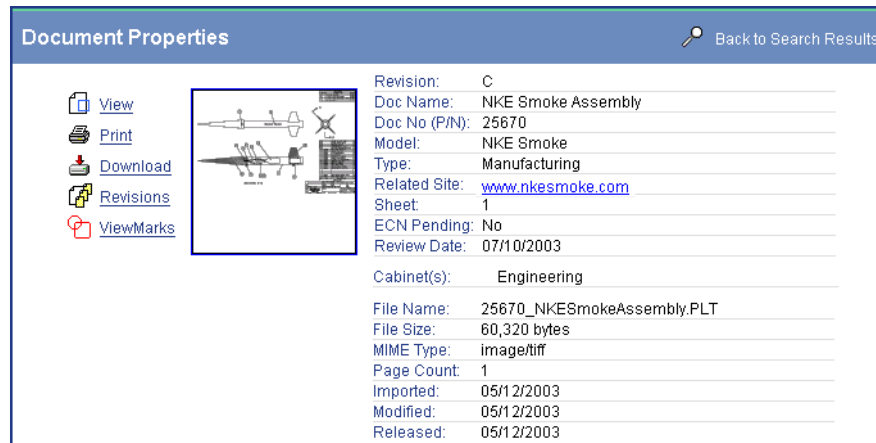 Document Properties
Back to Search Results
View
Print
Download
Revisions
ViewMarks
Revision: C
Doc Name: NKE Smoke Assembly
Doc No (P/N): 25670
Model: NKE Smoke
Type: Manufacturing
Related Site: www.nkesmoke.com
Sheet: 1
ECN Pending: No
Review Date: 07/10/2003
Cabinet(s): Engineering
File Name: 25670_NKESmokeAssembly.PLT
File Size: 60,320 bytes
MIME Type: image/tiff
Page Count: 1
Imported: 05/12/2003
Modified: 05/12/2003
Released: 05/12/2003